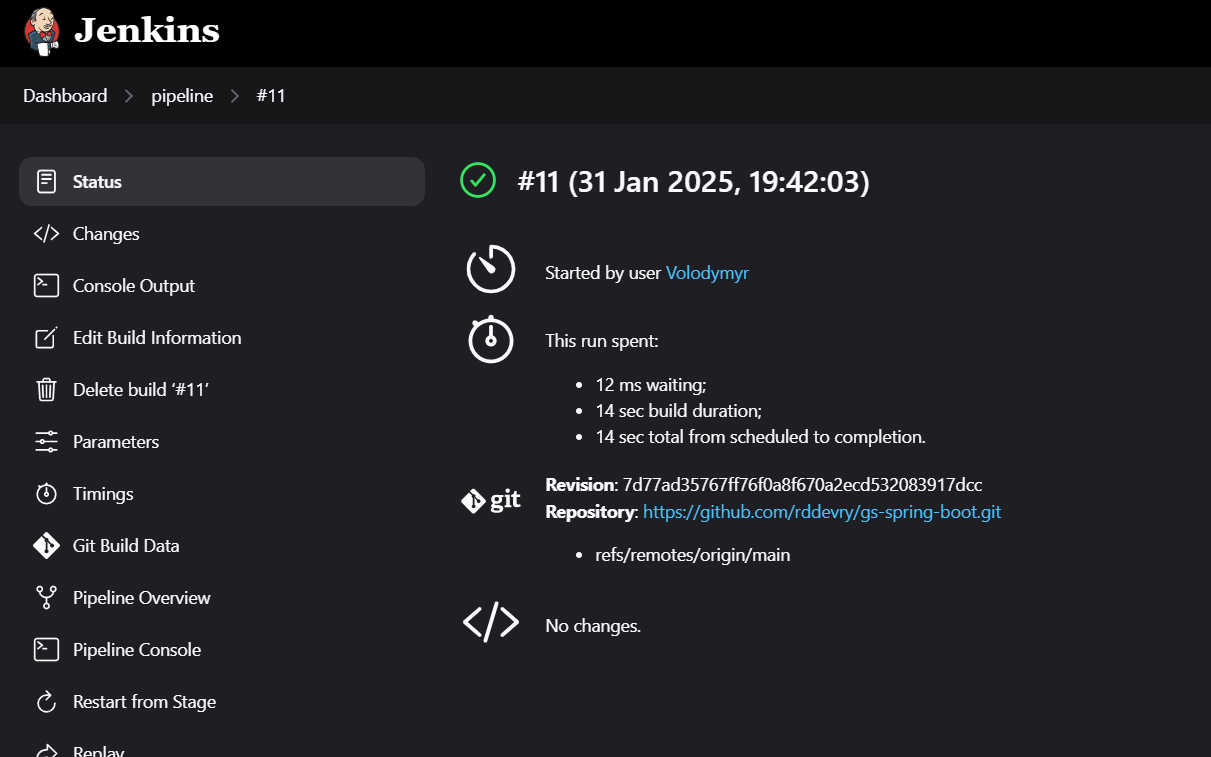 Jenkins
Dashboard > pipeline > #11
Status
Changes
Console Output
Edit Build Information
Delete build ‘#11’
Parameters
Timings
Git Build Data
Pipeline Overview
Pipeline Console
Restart from Stage
Replay
#11 (31 Jan 2025, 19:42:03)
Started by user Volodymyr
This run spent:
• 12 ms waiting;
• 14 sec build duration;
• 14 sec total from scheduled to completion.
git
Revision: 7d77ad35767ff76f0a8f670a2ecd532083917dcc
Repository: https://github.com/rddevry/gs-spring-boot.git
• refs/remotes/origin/main
No changes.